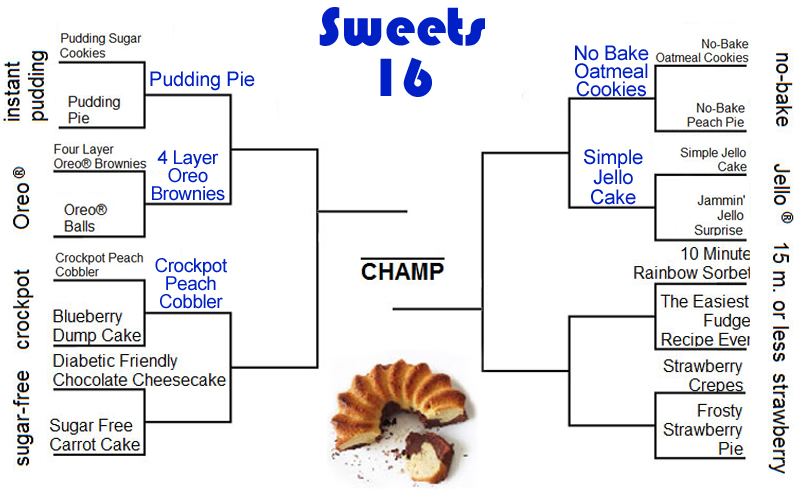 Sweets
16
instant
pudding
Pudding Sugar
Cookies
Pudding
Pie
Pudding Pie
Oreo®
Four Layer
Oreo® Brownies
Oreo®
Balls
4 Layer
Oreo
Brownies
crockpot
Crockpot Peach
Cobbler
Blueberry
Dump Cake
Crockpot
Peach
Cobbler
sugar-free
Diabetic Friendly
Chocolate Cheesecake
Sugar Free
Carrot Cake
CHAMP
No Bake
Oatmeal
Cookies
No-Bake
Oatmeal Cookies
No-Bake
Peach Pie
no-bake
Simple
Jello
Cake
Simple Jello
Cake
Jammin'
Jello
Surprise
Jello ®
10 Minute
Rainbow Sorbet
The Easiest
Fudge
Recipe Ever
15 m. or less
Strawberry
Crepes
Frosty
Strawberry
Pie
strawberry